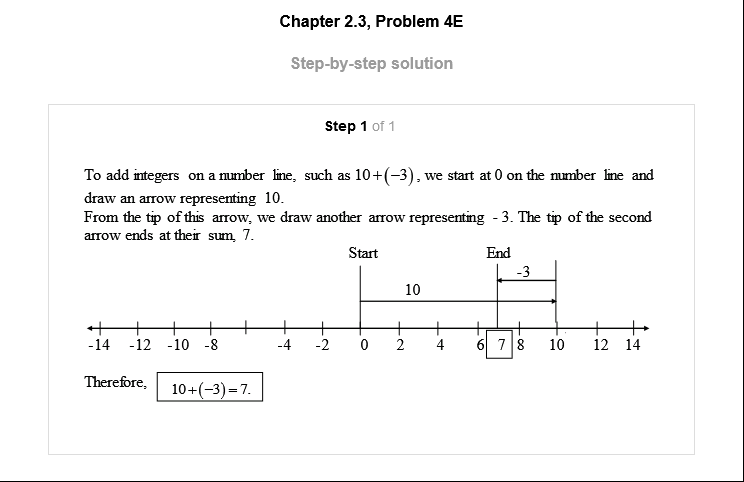 Chapter 2.3, Problem 4E
Step-by-step solution
Step 1 of 1
To add integers on a number line, such as 10+(−3), we start at 0 on the number line and
draw an arrow representing 10.
From the tip of this arrow, we draw another arrow representing - 3. The tip of the second
arrow ends at their sum, 7.
Start End
-3
10
-14 -12 -10 -8 -4 -2 0 2 4 6 7 8 10 12 14
Therefore, 10+(−3)=7.